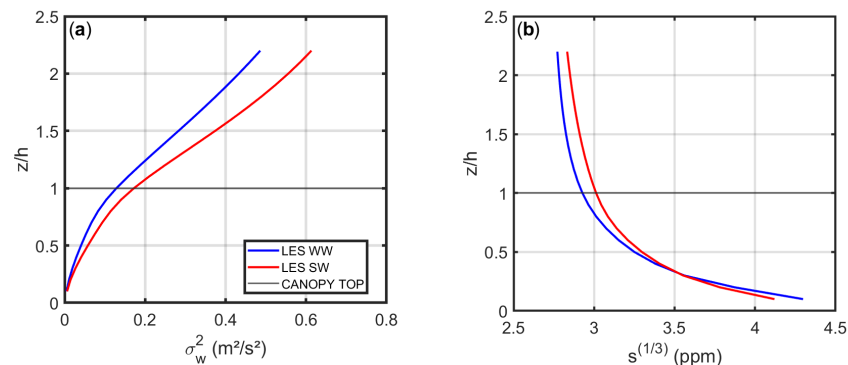 (a)
2.5
2
1.5
1
0.5
0
z/h
0 0.2 0.4 0.6 0.8
σ_w^2 (m²/s²)
LES WW
LES SW
CANOPY TOP
(b)
2.5
2
1.5
1
0.5
0
z/h
2.5 3 3.5 4 4.5
s^(1/3) (ppm)